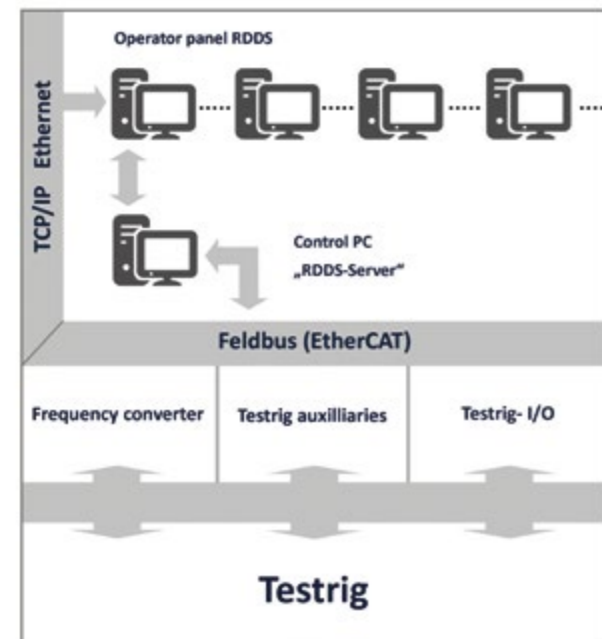 Operator panel RDDS
TCP/IP Ethernet
Control PC
„RDDS-Server“
Feldbus (EtherCAT)
Frequency converter
Testrig auxilliaries
Testrig- I/O
Testrig